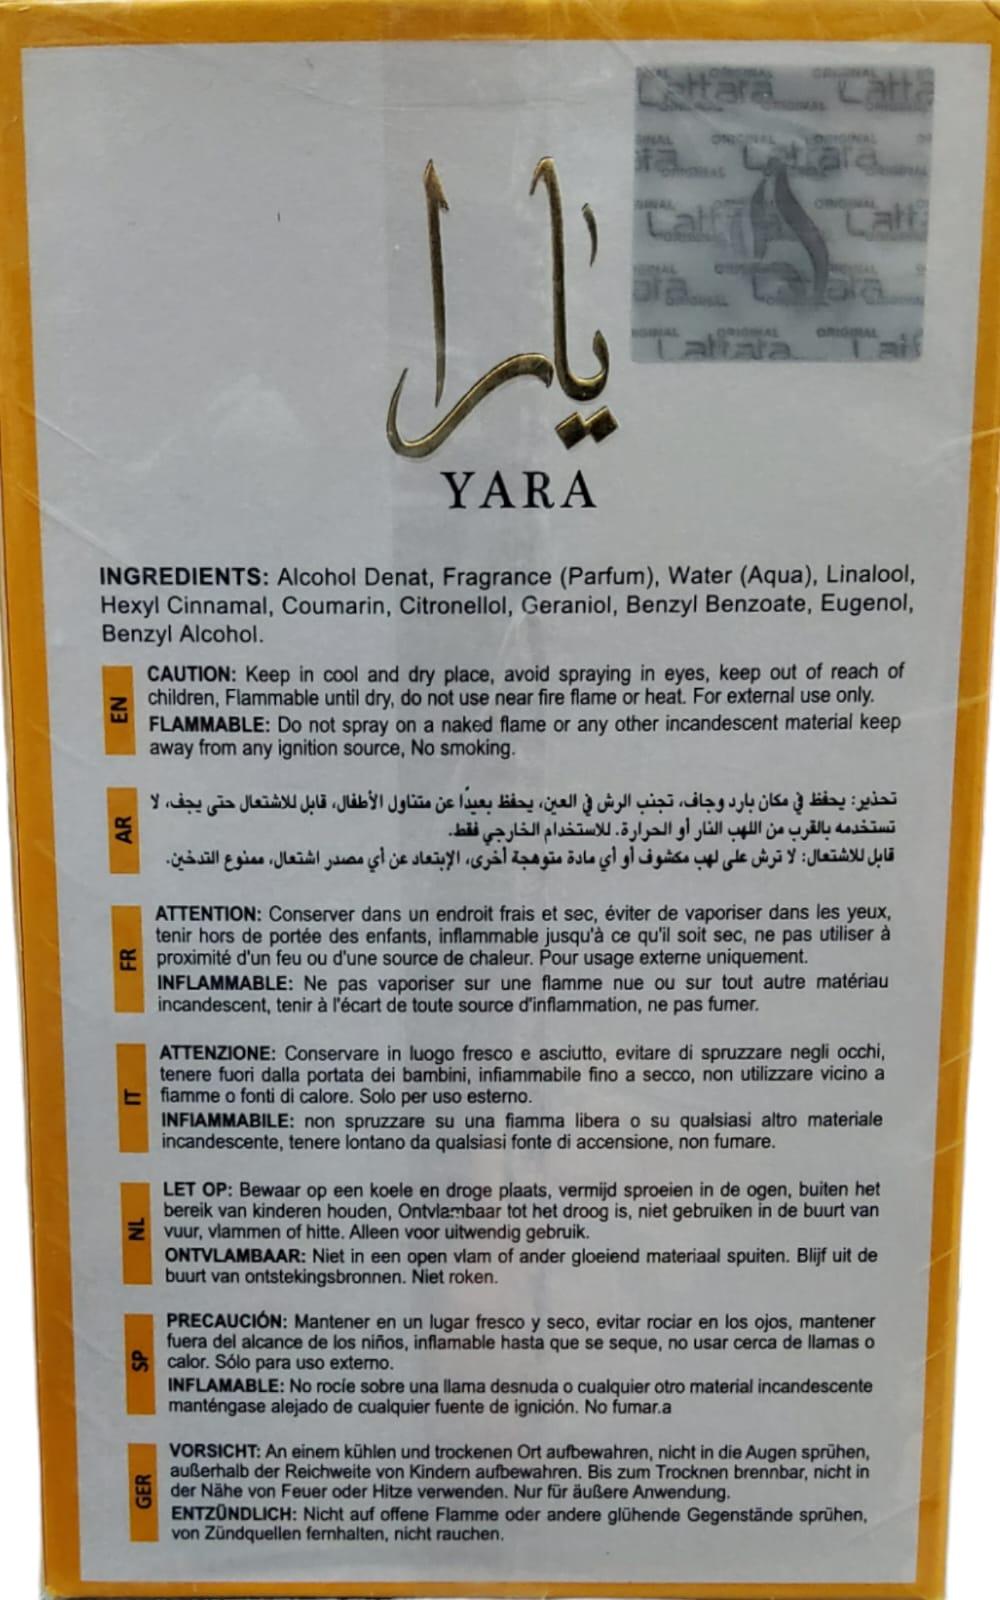 Lattafa
ORIGINAL
يارا
YARA
INGREDIENTS: Alcohol Denat, Fragrance (Parfum), Water (Aqua), Linalool,
Hexyl Cinnamal, Coumarin, Citronellol, Geraniol, Benzyl Benzoate, Eugenol,
Benzyl Alcohol.
EN
CAUTION: Keep in cool and dry place, avoid spraying in eyes, keep out of reach of
children, Flammable until dry, do not use near fire flame or heat. For external use only.
FLAMMABLE: Do not spray on a naked flame or any other incandescent material keep
away from any ignition source, No smoking.
AR
تحذير: يحفظ في مكان بارد وجاف، تجنب الرش في العين، يحفظ بعيدًا عن متناول الأطفال، قابل للاشتعال حتى يجف، لا
تستخدمه بالقرب من اللهب النار أو الحرارة. للاستخدام الخارجي فقط.
قابل للاشتعال: لا ترش على لهب مكشوف أو أي مادة متوهجة أخرى، الإبتعاد عن أي مصدر اشتعال، ممنوع التدخين.
FR
ATTENTION: Conserver dans un endroit frais et sec, éviter de vaporiser dans les yeux,
tenir hors de portée des enfants, inflammable jusqu'à ce qu'il soit sec, ne pas utiliser à
proximité d'un feu ou d'une source de chaleur. Pour usage externe uniquement.
INFLAMMABLE: Ne pas vaporiser sur une flamme nue ou sur tout autre matériau
incandescent, tenir à l'écart de toute source d'inflammation, ne pas fumer.
IT
ATTENZIONE: Conservare in luogo fresco e asciutto, evitare di spruzzare negli occhi,
tenere fuori dalla portata dei bambini, infiammabile fino a secco, non utilizzare vicino a
fiamme o fonti di calore. Solo per uso esterno.
INFIAMMABILE: non spruzzare su una fiamma libera o su qualsiasi altro materiale
incandescente, tenere lontano da qualsiasi fonte di accensione, non fumare.
NL
LET OP: Bewaar op een koele en droge plaats, vermijd sproeien in de ogen, buiten het
bereik van kinderen houden, Ontvlambaar tot het droog is, niet gebruiken in de buurt van
vuur, vlammen of hitte. Alleen voor uitwendig gebruik.
ONTVLAMBAAR: Niet in een open vlam of ander gloeiend materiaal spuiten. Blijf uit de
buurt van ontstekingsbronnen. Niet roken.
SP
PRECAUCIÓN: Mantener en un lugar fresco y seco, evitar rociar en los ojos, mantener
fuera del alcance de los niños, inflamable hasta que se seque, no usar cerca de llamas o
calor. Sólo para uso externo.
INFLAMABLE: No rocíe sobre una llama desnuda o cualquier otro material incandescente
manténgase alejado de cualquier fuente de ignición. No fumar.a
GER
VORSICHT: An einem kühlen und trockenen Ort aufbewahren, nicht in die Augen sprühen,
außerhalb der Reichweite von Kindern aufbewahren. Bis zum Trocknen brennbar, nicht in
der Nähe von Feuer oder Hitze verwenden. Nur für äußere Anwendung.
ENTZÜNDLICH: Nicht auf offene Flamme oder andere glühende Gegenstände sprühen,
von Zündquellen fernhalten, nicht rauchen.